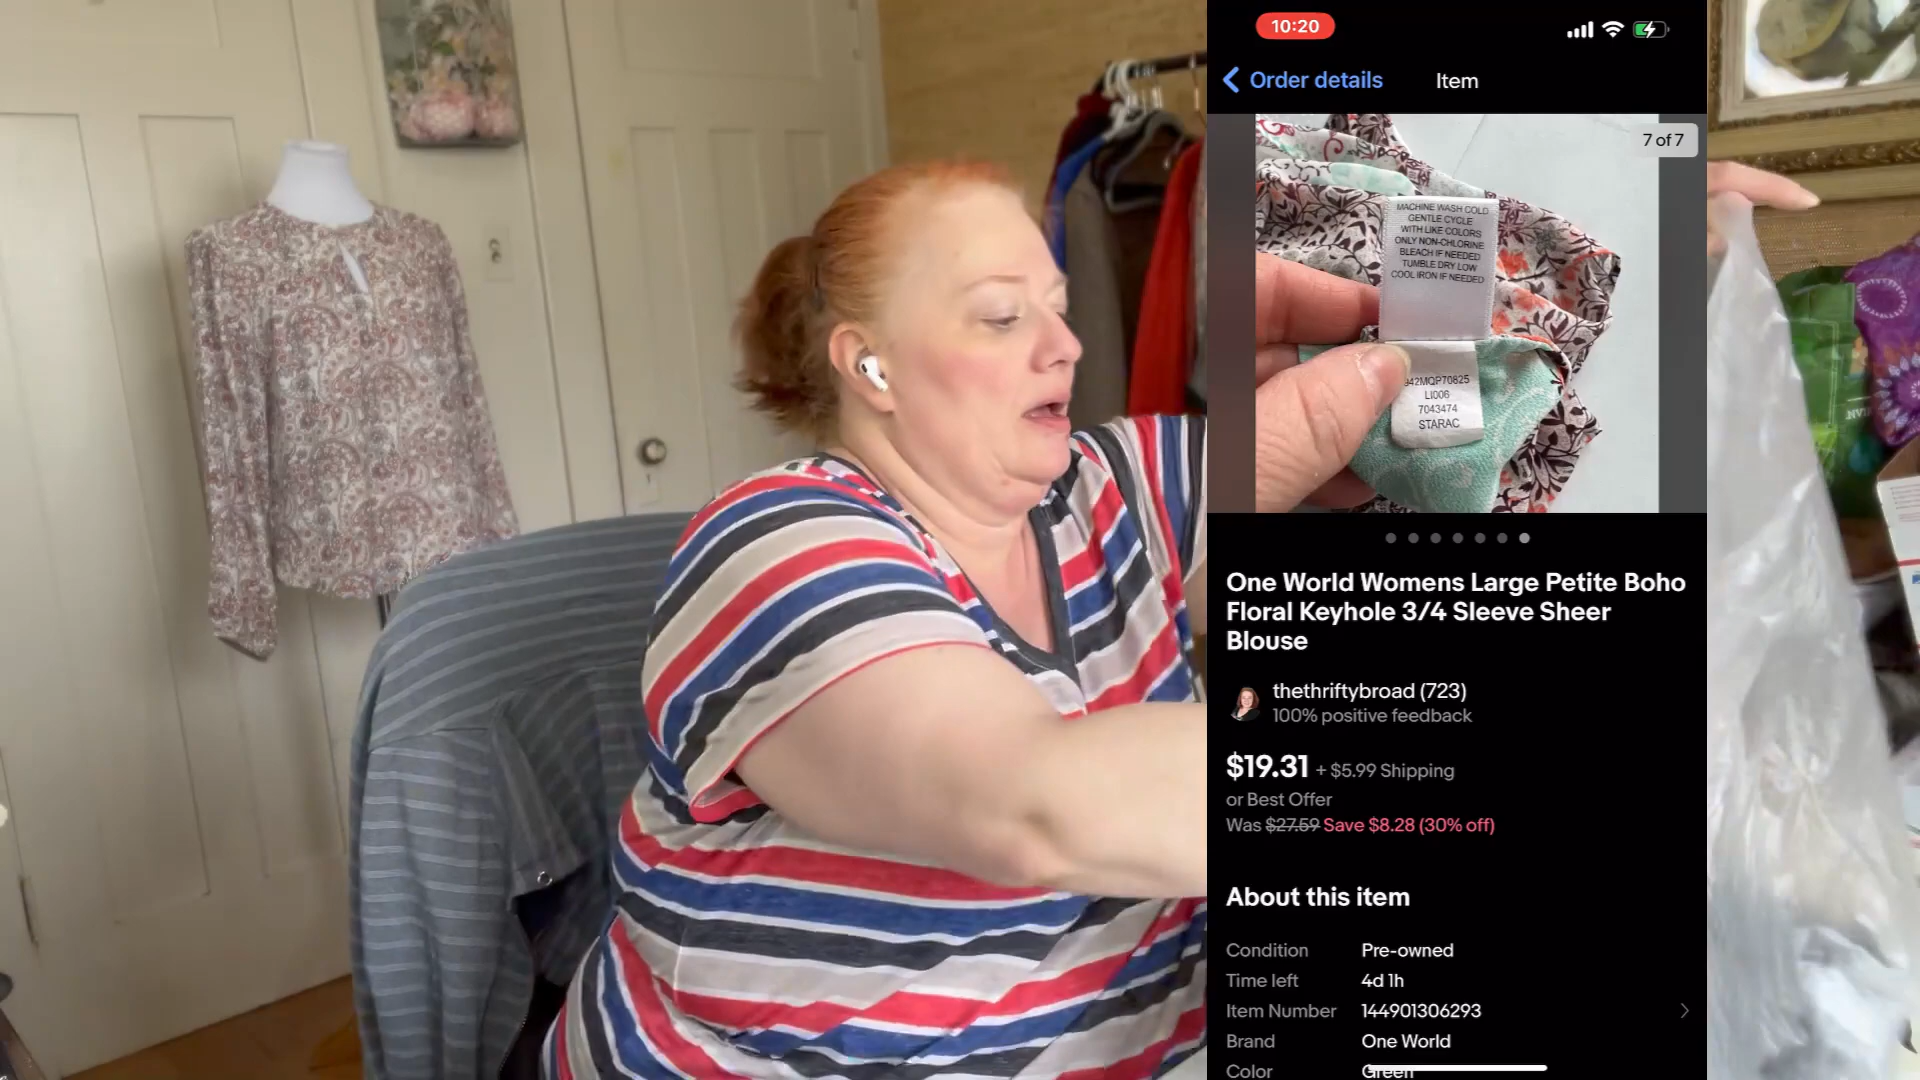 10:20
Order details
Item
7 of 7
MACHINE WASH COLD
GENTLE CYCLE
WITH LIKE COLORS
ONLY NON-CHLORINE
BLEACH IF NEEDED
TUMBLE DRY LOW
COOL IRON IF NEEDED
942MQP70825
LI006
7043474
STARAC
One World Womens Large Petite Boho
Floral Keyhole 3/4 Sleeve Sheer
Blouse
thethriftybroad (723)
100% positive feedback
$19.31 + $5.99 Shipping
or Best Offer
Was $27.59 Save $8.28 (30% off)
About this item
Condition Pre-owned
Time left 4d 1h
Item Number 144901306293
Brand One World
Color Green